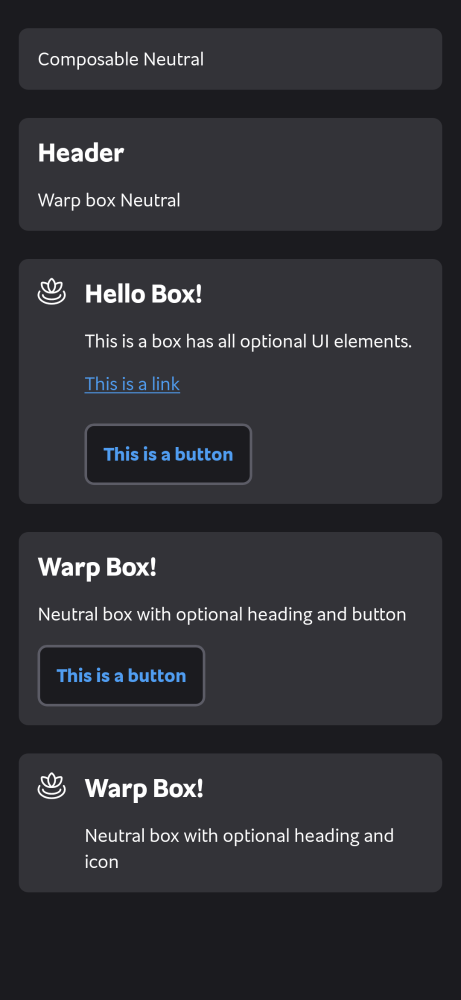 Composable Neutral
Header
Warp box Neutral
Hello Box!
This is a box has all optional UI elements.
This is a link
This is a button
Warp Box!
Neutral box with optional heading and button
This is a button
Warp Box!
Neutral box with optional heading and
icon